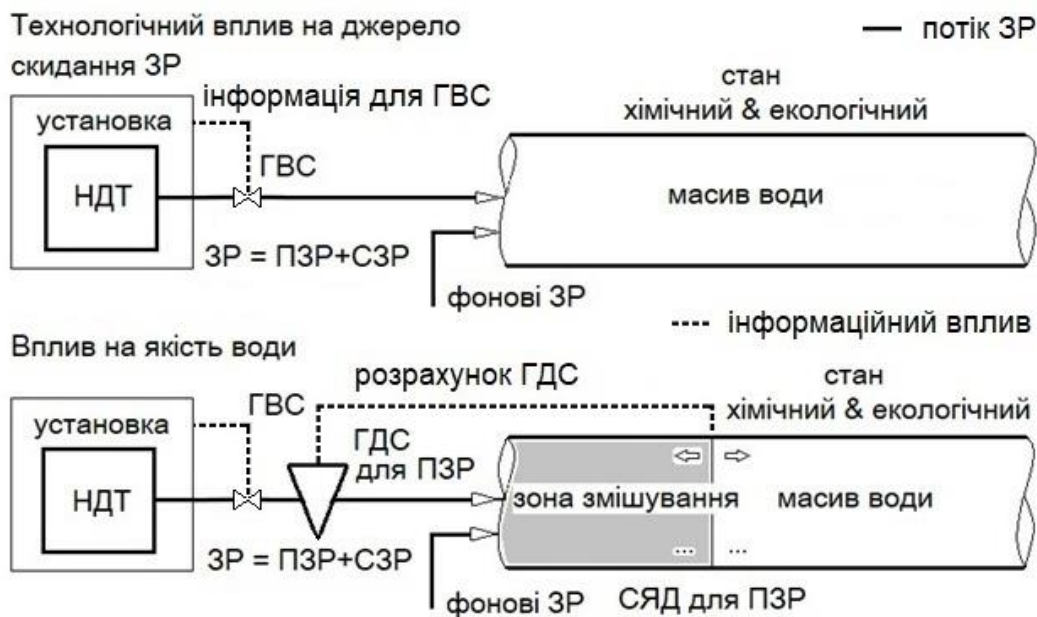 Технологічний вплив на джерело
скидання ЗР
потік ЗР
стан
хімічний & екологічний
установка
інформація для ГВС
НДТ
ГВС
масив води
ЗР = ПЗР+СЗР
фонові ЗР
інформаційний вплив
Вплив на якість води
розрахунок ГДС
стан
хімічний & екологічний
установка
ГВС
ГДС
для ПЗР
НДТ
зона змішування
масив води
... ...
ЗР = ПЗР+СЗР
фонові ЗР
СЯД для ПЗР